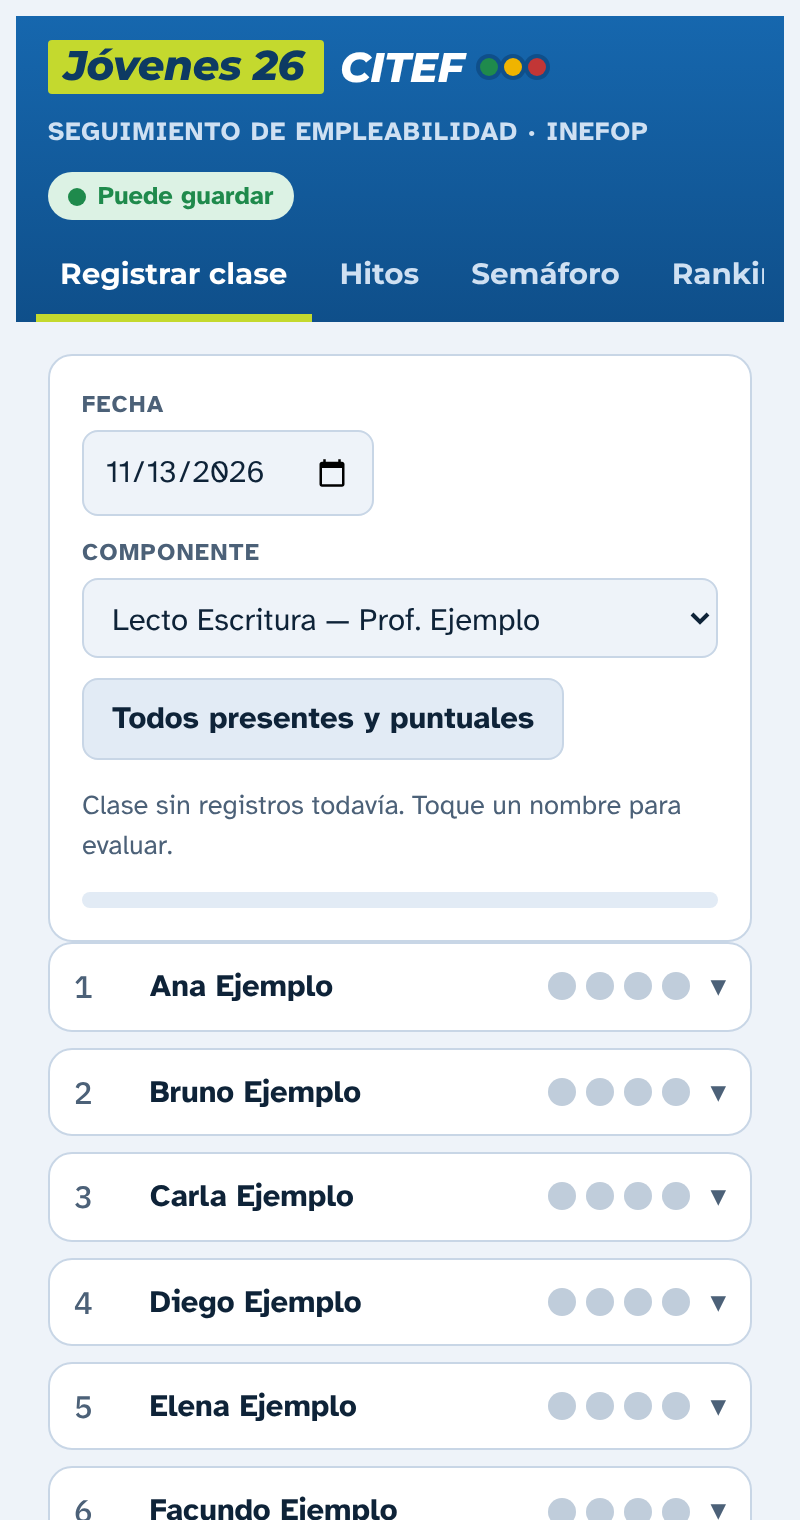 Jóvenes 26 CITEF
SEGUIMIENTO DE EMPLEABILIDAD · INEFOP
Puede guardar
Registrar clase Hitos Semáforo
FECHA
11/13/2026
COMPONENTE
Lecto Escritura — Prof. Ejemplo
Todos presentes y puntuales
Clase sin registros todavía. Toque un nombre para
evaluar.
1 Ana Ejemplo
2 Bruno Ejemplo
3 Carla Ejemplo
4 Diego Ejemplo
5 Elena Ejemplo
6 Facundo Ejemplo